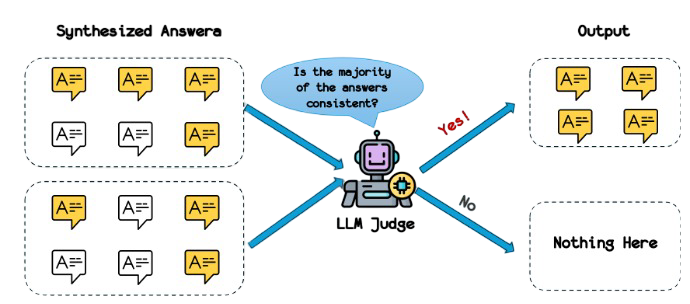 Synthesized Answera
Output
Is the majority
of the answers
consistent?
A
A
A
A
A
A
A
A
A
A
A
A
Yes!
No
LLM Judge
A
A
A
A
Nothing Here